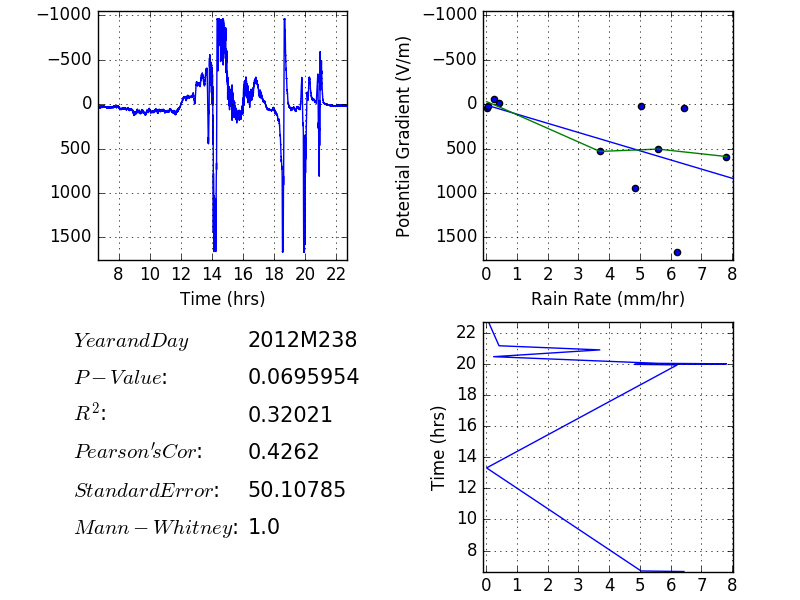 −1000
−500
0
500
1000
1500
8 10 12 14 16 18 20 22
Time (hrs)
−1000
−500
0
500
1000
1500
Potential Gradient (V/m)
0 1 2 3 4 5 6 7 8
Rain Rate (mm/hr)
YearandDay 2012M238
P−Value: 0.0695954
R²: 0.32021
Pearson'sCor: 0.4262
StandardError: 50.10785
Mann−Whitney: 1.0
22
20
18
16
14
12
10
8
Time (hrs)
0 1 2 3 4 5 6 7 8